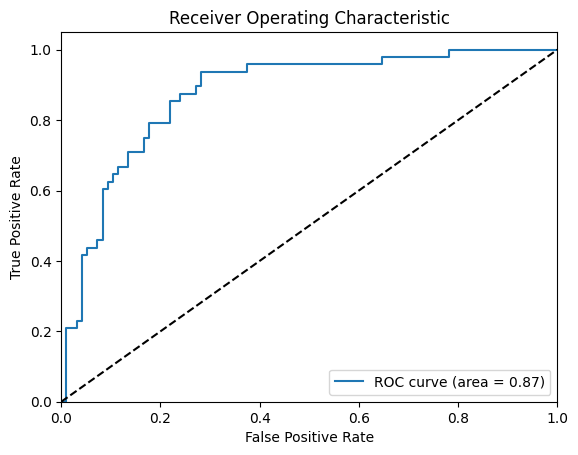 Receiver Operating Characteristic
1.0
0.8
0.6
0.4
0.2
0.0
True Positive Rate
ROC curve (area = 0.87)
0.0 0.2 0.4 0.6 0.8 1.0
False Positive Rate